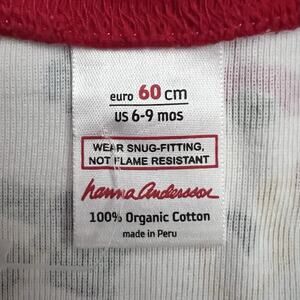 euro 60 cm
US 6-9 mos
WEAR SNUG-FITTING,
NOT FLAME RESISTANT
hanna andersson
100% Organic Cotton
made in Peru